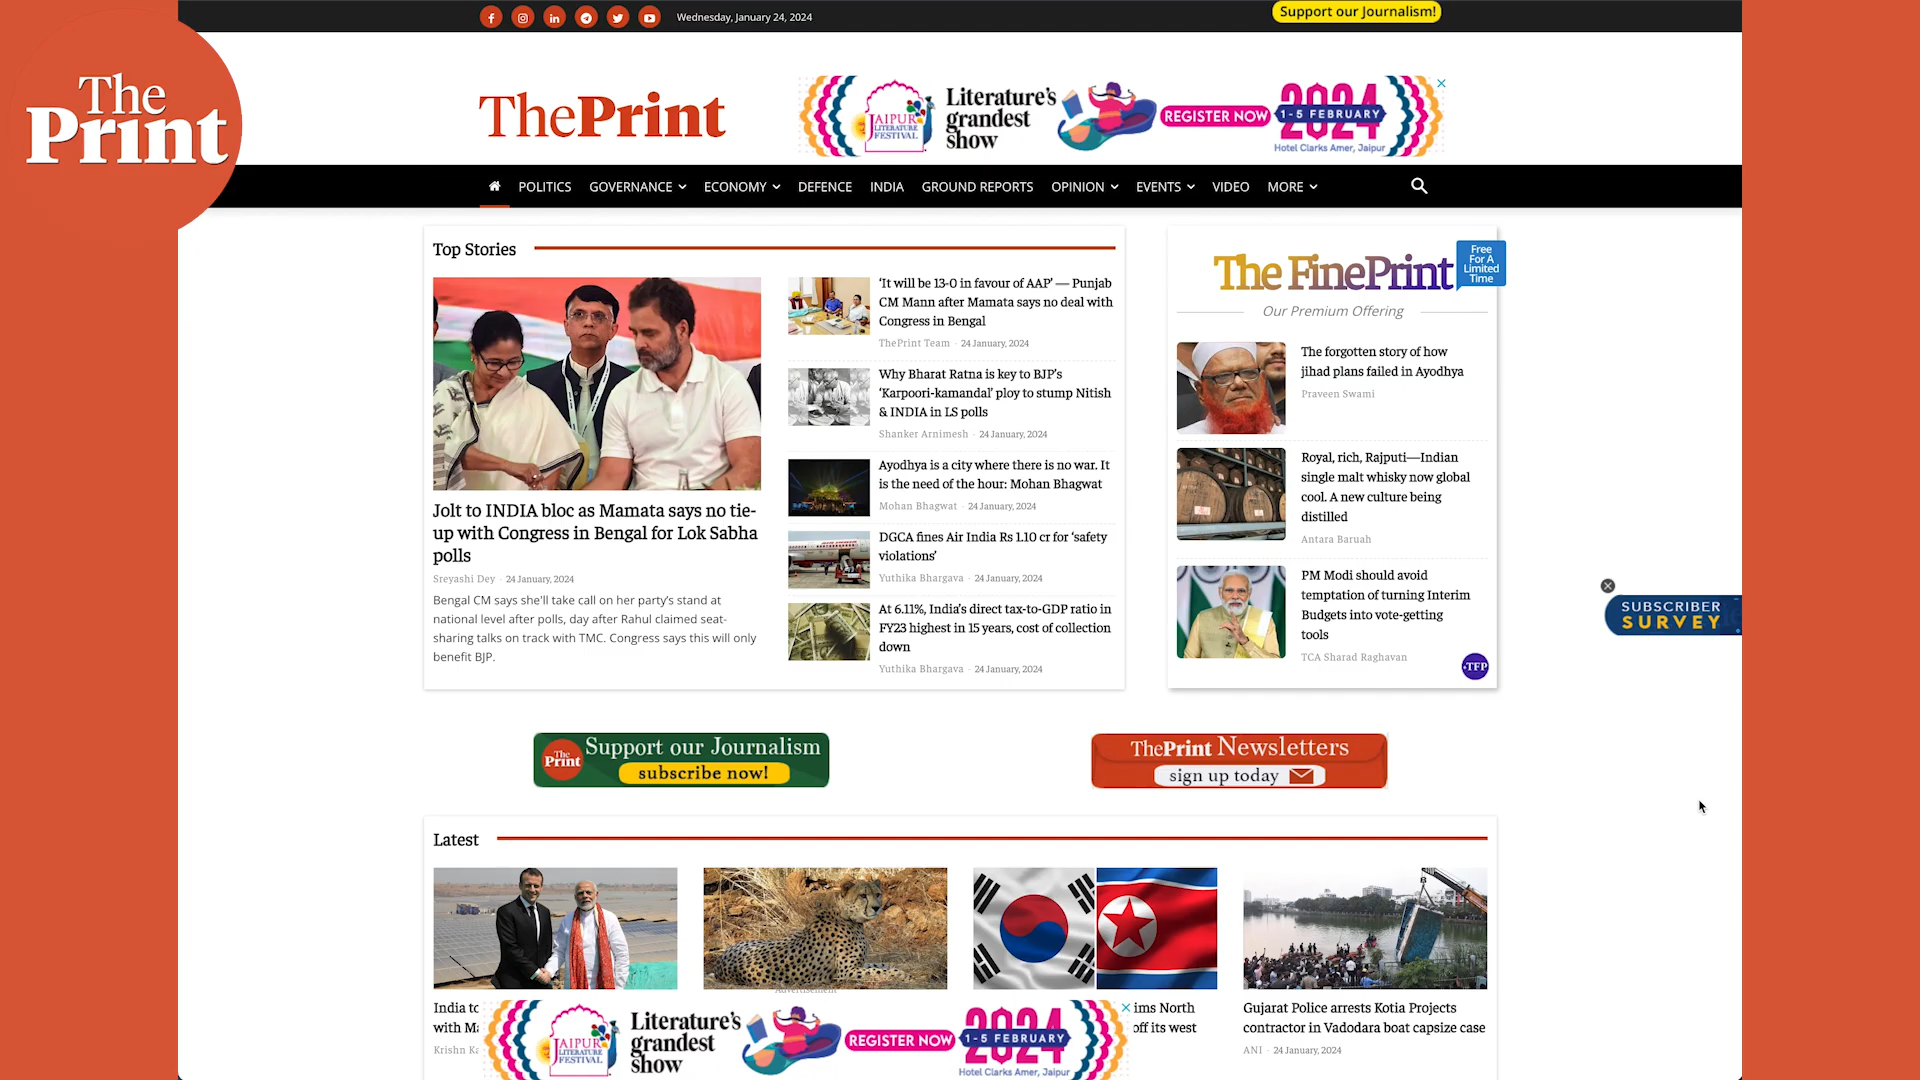 Wednesday, January 24, 2024
Support our Journalism!
The
Print
ThePrint
JAIPUR
LITERATURE
FESTIVAL
Literature's
grandest
show
REGISTER NOW
2024
1-5 FEBRUARY
Hotel Clarks Amer, Jaipur
POLITICS GOVERNANCE ECONOMY DEFENCE INDIA GROUND REPORTS OPINION EVENTS VIDEO MORE
Top Stories
Jolt to INDIA bloc as Mamata says no tie-
up with Congress in Bengal for Lok Sabha
polls
Sreyashi Dey - 24 January, 2024
Bengal CM says she'll take call on her party's stand at
national level after polls, day after Rahul claimed seat-
sharing talks on track with TMC. Congress says this will only
benefit BJP.
‘It will be 13-0 in favour of AAP’ — Punjab
CM Mann after Mamata says no deal with
Congress in Bengal
ThePrint Team - 24 January, 2024
Why Bharat Ratna is key to BJP's
‘Karpoori-kamandal’ ploy to stump Nitish
& INDIA in LS polls
Shanker Arnimesh - 24 January, 2024
Ayodhya is a city where there is no war. It
is the need of the hour: Mohan Bhagwat
Mohan Bhagwat - 24 January, 2024
DGCA fines Air India Rs 1.10 cr for ‘safety
violations’
Yuthika Bhargava - 24 January, 2024
At 6.11%, India's direct tax-to-GDP ratio in
FY23 highest in 15 years, cost of collection
down
Yuthika Bhargava - 24 January, 2024
The FinePrint
Free
For A
Limited
Time
Our Premium Offering
The forgotten story of how
jihad plans failed in Ayodhya
Praveen Swami
Royal, rich, Rajputi—Indian
single malt whisky now global
cool. A new culture being
distilled
Antara Baruah
PM Modi should avoid
temptation of turning Interim
Budgets into vote-getting
tools
TCA Sharad Raghavan
+TFP
SUBSCRIBER
SURVEY
The
Print
Support our Journalism
subscribe now!
ThePrint Newsletters
sign up today
Latest
Advertisement
India to
with Ma
Krishn Ka
ims North
off its west
Gujarat Police arrests Kotia Projects
contractor in Vadodara boat capsize case
ANI - 24 January, 2024
JAIPUR
LITERATURE
FESTIVAL
Literature's
grandest
show
REGISTER NOW
2024
1-5 FEBRUARY
Hotel Clarks Amer, Jaipur